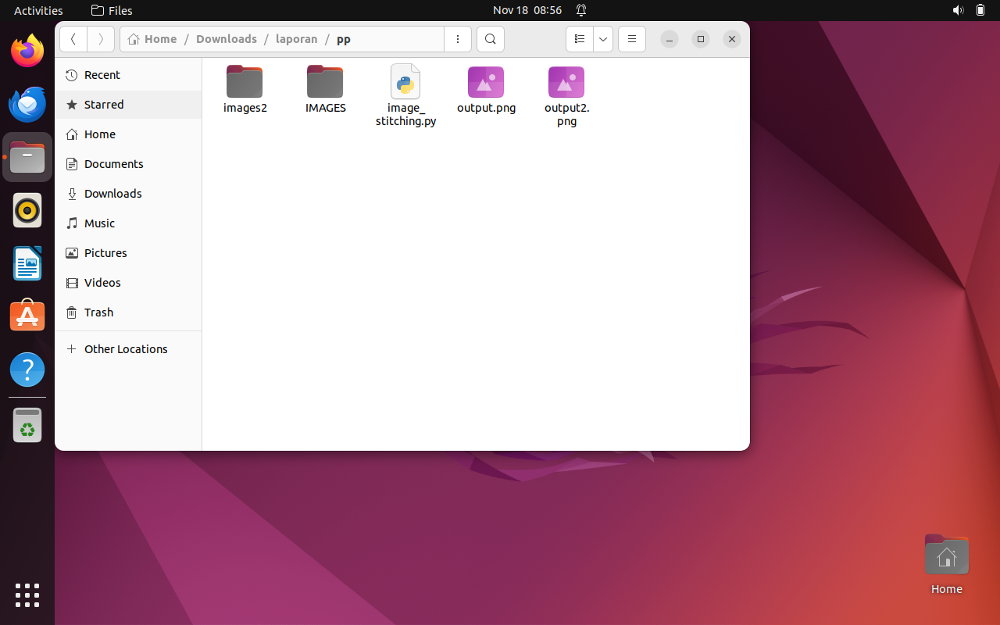 Activities
Files
Nov 18 08:56
Home / Downloads / laporan / pp
Recent
Starred
Home
Documents
Downloads
Music
Pictures
Videos
Trash
Other Locations
images2
IMAGES
image_
stitching.py
output.png
output2.
png
Home